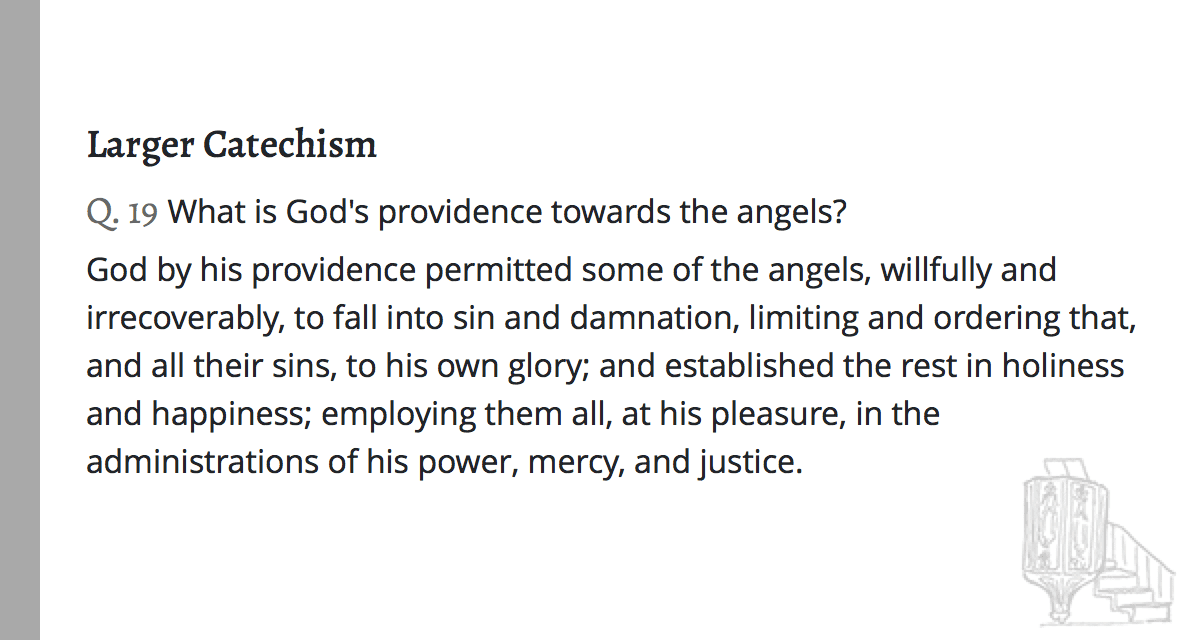 Larger Catechism
Q. 19 What is God's providence towards the angels?
God by his providence permitted some of the angels, willfully and
irrecoverably, to fall into sin and damnation, limiting and ordering that,
and all their sins, to his own glory; and established the rest in holiness
and happiness; employing them all, at his pleasure, in the
administrations of his power, mercy, and justice.